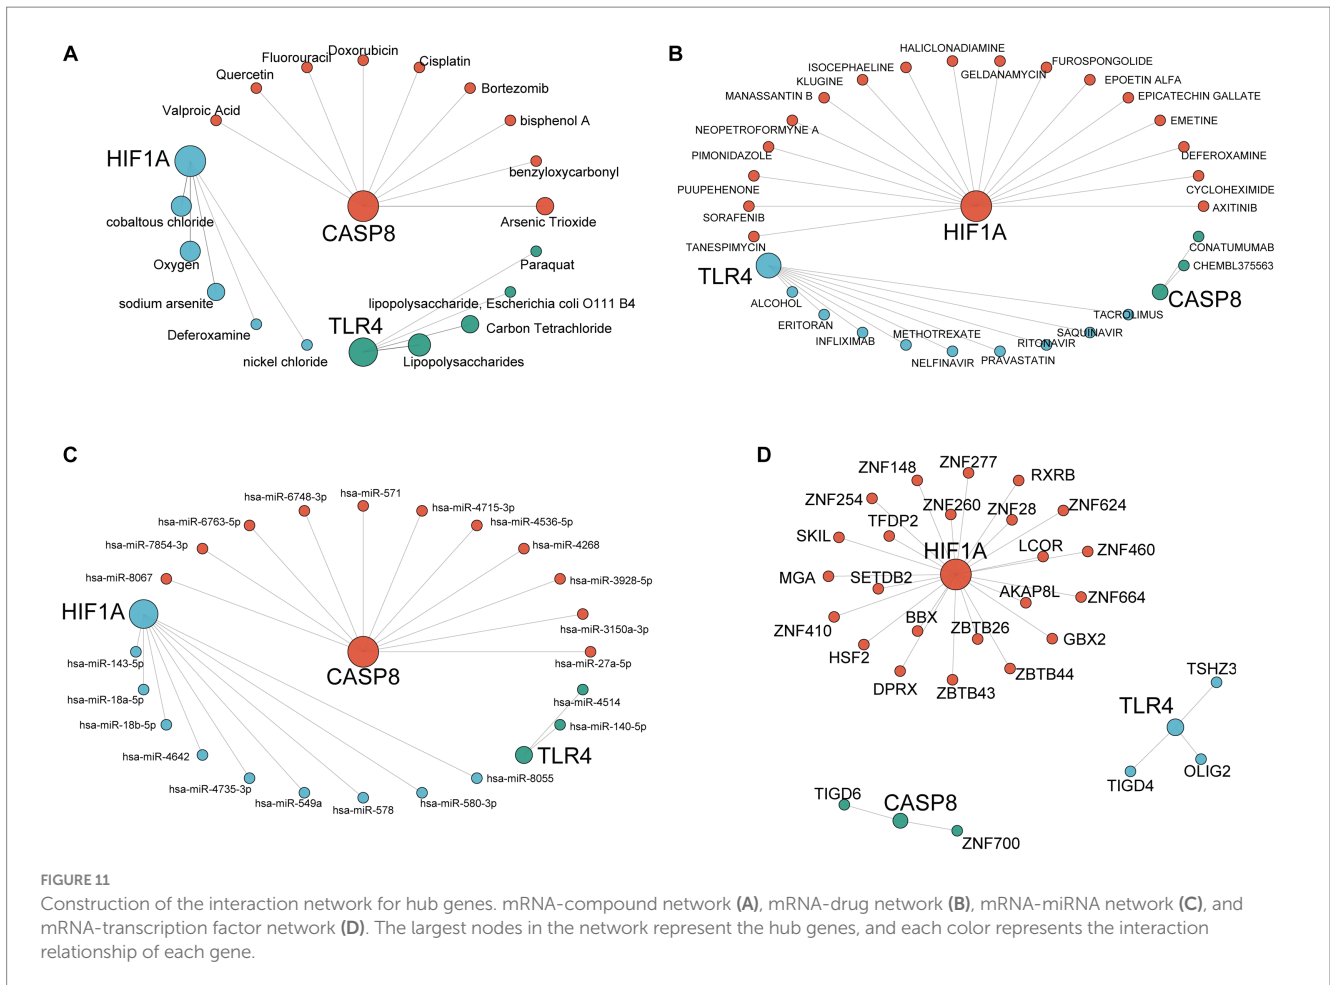 A
Doxorubicin
Fluorouracil
Cisplatin
Quercetin
Bortezomib
Valproic Acid
bisphenol A
HIF1A
benzyloxycarbonyl
cobaltous chloride
Arsenic Trioxide
CASP8
Oxygen
Paraquat
sodium arsenite
lipopolysaccharide, Escherichia coli O111 B4
TLR4
Carbon Tetrachloride
Deferoxamine
nickel chloride
Lipopolysaccharides
B
HALICLONADIAMINE
ISOCEPHAELINE
FUROSPONGOLIDE
GELDANAMYCIN
KLUGINE
EPOETIN ALFA
MANASSANTIN B
EPICATECHIN GALLATE
NEOPETROFORMYNE A
EMETINE
PIMONIDAZOLE
DEFEROXAMINE
PUUPEHENONE
CYCLOHEXIMIDE
SORAFENIB
AXITINIB
HIF1A
TANESPIMYCIN
CONATUMUMAB
TLR4
CHEMBL375563
ALCOHOL
CASP8
ERITORAN
TACROLIMUS
INFLIXIMAB
METHOTREXATE
SAQUINAVIR
RITONAVIR
NELFINAVIR
PRAVASTATIN
C
hsa-miR-571
hsa-miR-6748-3p
hsa-miR-4715-3p
hsa-miR-6763-5p
hsa-miR-4536-5p
hsa-miR-7854-3p
hsa-miR-4268
hsa-miR-8067
hsa-miR-3928-5p
HIF1A
hsa-miR-3150a-3p
hsa-miR-143-5p
hsa-miR-27a-5p
CASP8
hsa-miR-18a-5p
hsa-miR-4514
hsa-miR-18b-5p
hsa-miR-140-5p
hsa-miR-4642
TLR4
hsa-miR-8055
hsa-miR-4735-3p
hsa-miR-549a
hsa-miR-578
hsa-miR-580-3p
D
ZNF277
ZNF148
RXRB
ZNF254
ZNF260
ZNF28
ZNF624
TFDP2
SKIL
HIF1A
LCOR
ZNF460
MGA
SETDB2
AKAP8L
ZNF664
BBX
ZNF410
ZBTB26
GBX2
HSF2
DPRX
ZBTB43
ZBTB44
TSHZ3
TLR4
OLIG2
TIGD4
TIGD6
CASP8
ZNF700
FIGURE 11
Construction of the interaction network for hub genes. mRNA-compound network (A), mRNA-drug network (B), mRNA-miRNA network (C), and
mRNA-transcription factor network (D). The largest nodes in the network represent the hub genes, and each color represents the interaction
relationship of each gene.